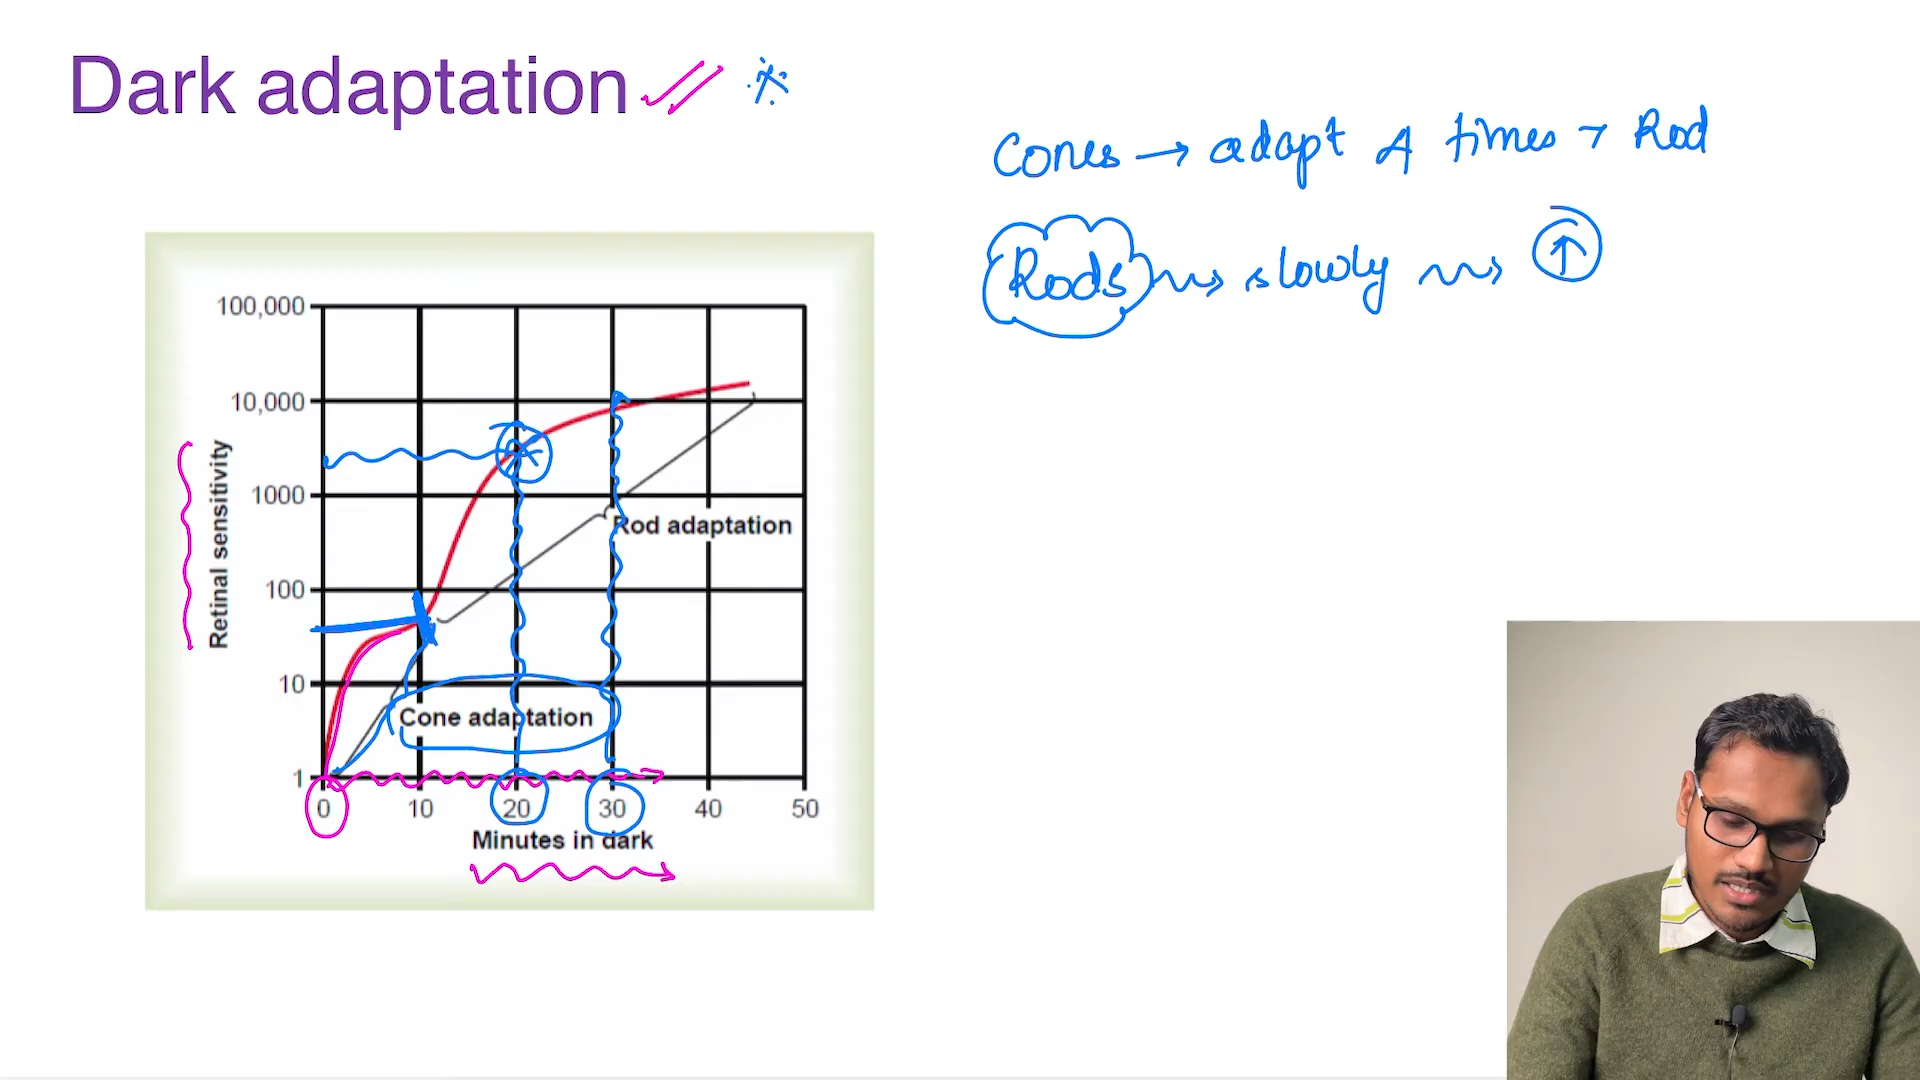 Dark adaptation
Cones → adapt 4 times > Rod
Rods slowly ↑
100,000
10,000
1000
100
10
1
Retinal sensitivity
Rod adaptation
Cone adaptation
0 10 20 30 40 50
Minutes in dark